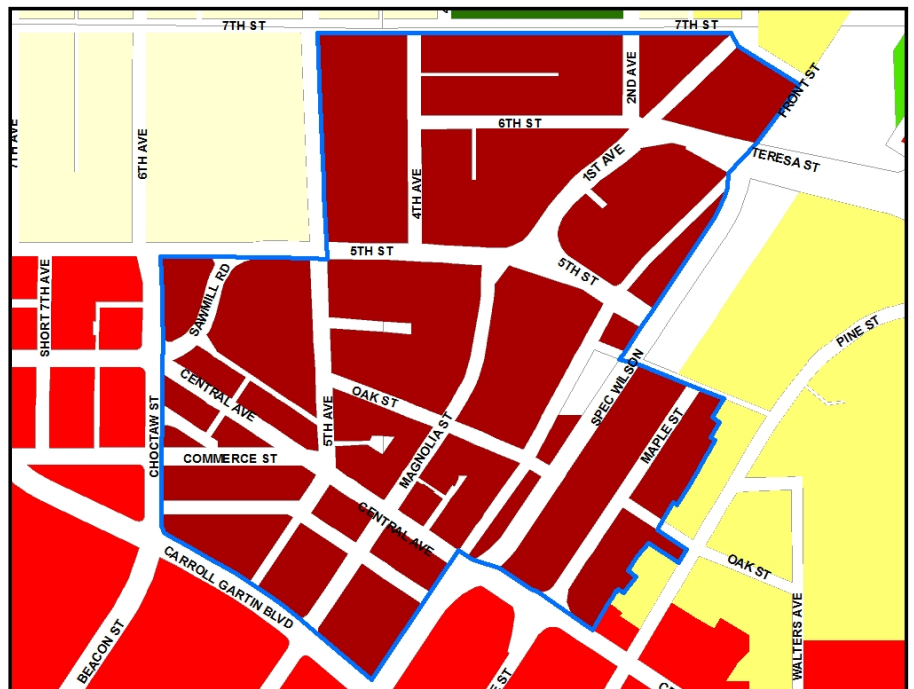 7TH ST
7TH ST
7TH AVE
6TH AVE
2ND AVE
FRONT ST
6TH ST
TERESA ST
1ST AVE
4TH AVE
5TH ST
5TH ST
SHORT 7TH AVE
SAWMILL RD
PINE ST
SPEC WILSON
CENTRAL AVE
OAK ST
5TH AVE
MAGNOLIA ST
MAPLE ST
CHOCTAW ST
COMMERCE ST
CENTRAL AVE
OAK ST
CARROLL GARTIN BLVD
BEACON ST
WALTERS AVE
E ST